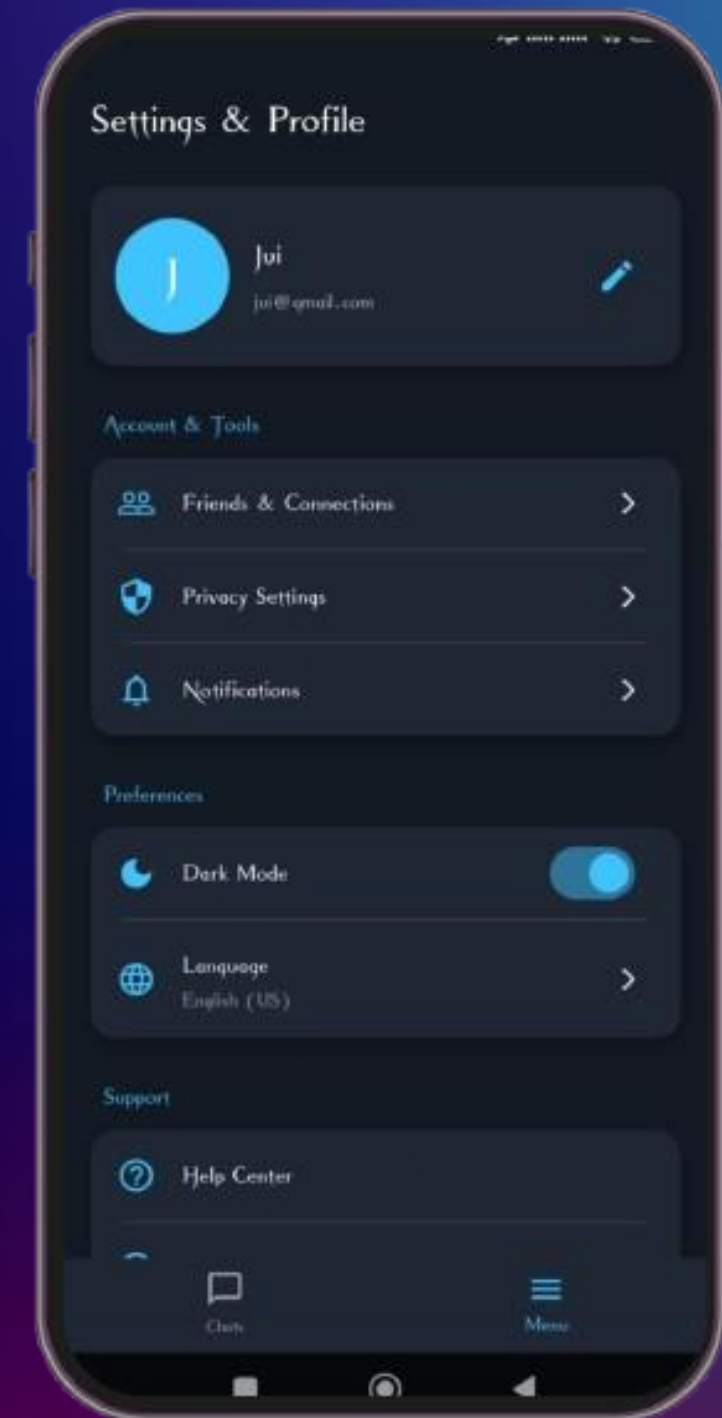 Settings & Profile
J
Jui
jui@gmail.com
Account & Tools
Friends & Connections
Privacy Settings
Notifications
Preferences
Dark Mode
Language
English (US)
Support
Help Center
Chats
Menu